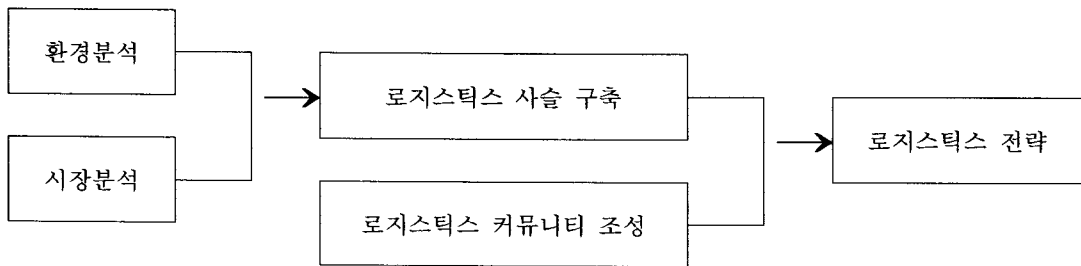 환경분석
시장분석
로지스틱스 사슬 구축
로지스틱스 커뮤니티 조성
로지스틱스 전략